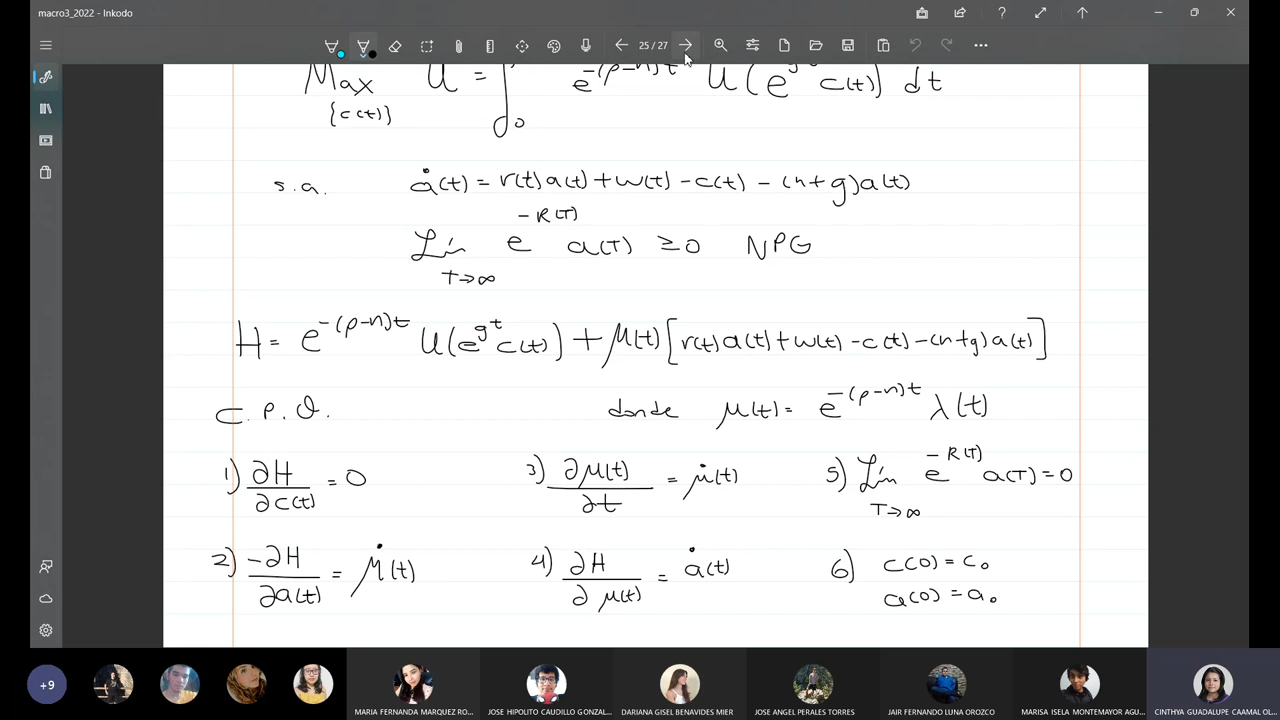 macro3_2022 - Inkodo
25 / 27
Max U = ∫ e^-(ρ-n)t U(e^gt c(t)) dt
{c(t)} 0
s.a. ȧ(t) = r(t)a(t) + w(t) - c(t) - (n+g)a(t)
Lím e^-R(T) a(T) ≥ 0 NPG
T→∞
H = e^-(ρ-n)t U(e^gt c(t)) + μ(t) [r(t)a(t) + w(t) - c(t) - (n+g)a(t)]
C.P.O. donde μ(t) = e^-(ρ-n)t λ(t)
1) ∂H/∂c(t) = 0 3) ∂μ(t)/∂t = μ̇(t) 5) Lím e^-R(T) a(T) = 0
T→∞
2) -∂H/∂a(t) = μ̇(t) 4) ∂H/∂μ(t) = ȧ(t) 6) c(0) = c₀
a(0) = a₀
+9
MARIA FERNANDA MARQUEZ RO...
JOSE HIPOLITO CAUDILLO GONZAL...
DARIANA GISEL BENAVIDES MIER
JOSE ANGEL PERALES TORRES
JAIR FERNANDO LUNA OROZCO
MARISA ISELA MONTEMAYOR AGU...
CINTHYA GUADALUPE CAAMAL OL...